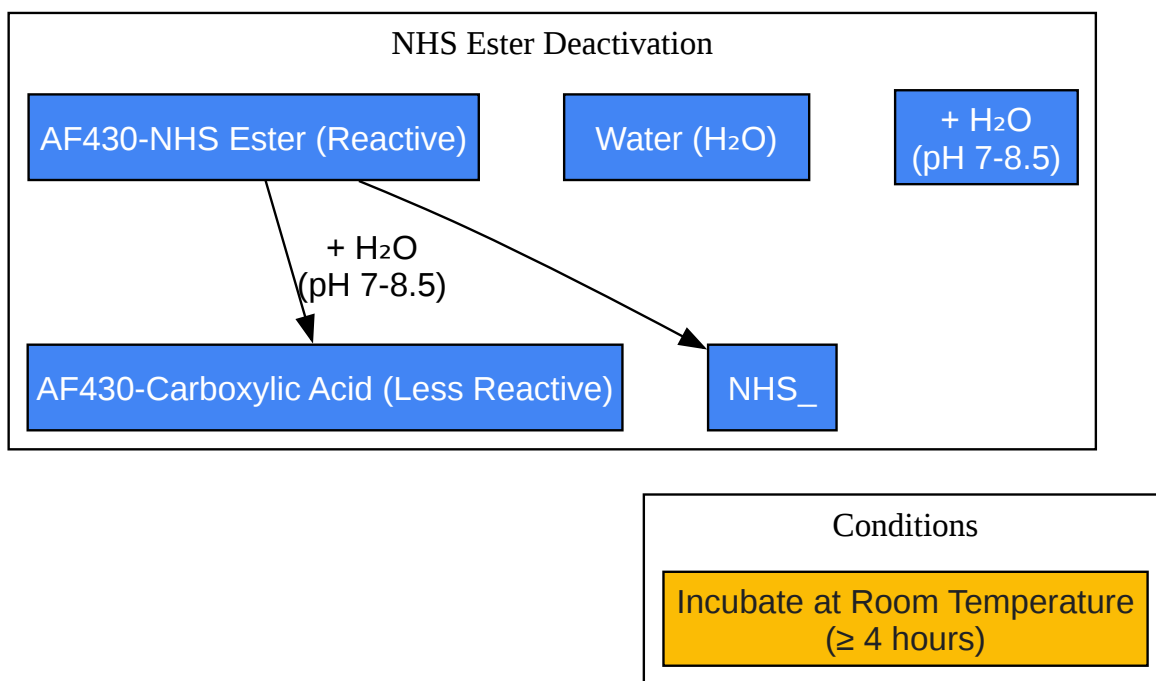 NHS Ester Deactivation
AF430-NHS Ester (Reactive)
Water (H₂O)
+ H₂O
(pH 7-8.5)
+ H₂O
(pH 7-8.5)
AF430-Carboxylic Acid (Less Reactive)
NHS_
Conditions
Incubate at Room Temperature
(≥ 4 hours)